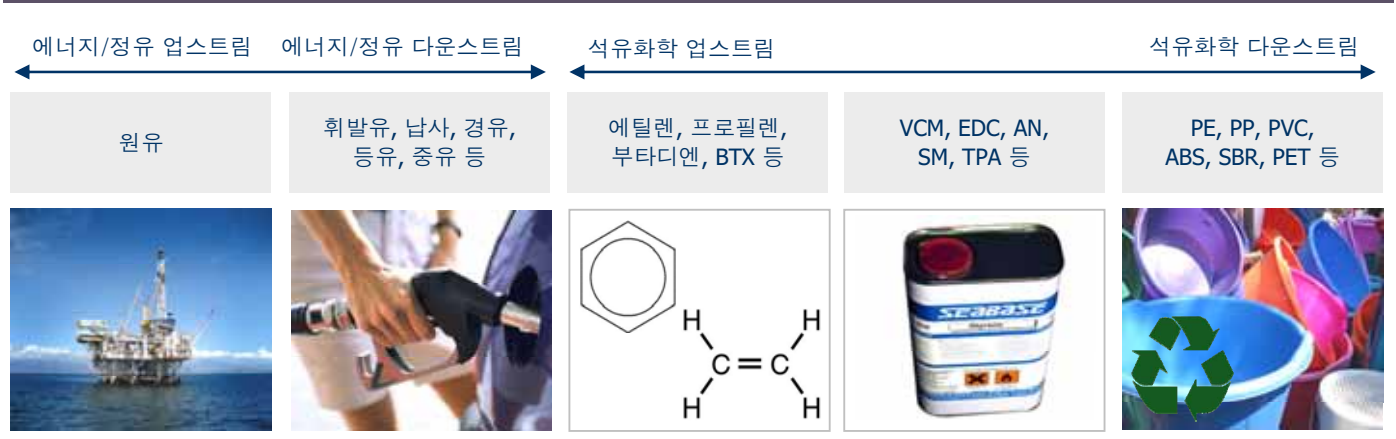 에너지/정유 업스트림
에너지/정유 다운스트림
석유화학 업스트림
석유화학 다운스트림
원유
휘발유, 납사, 경유,
등유, 중유 등
에틸렌, 프로필렌,
부타디엔, BTX 등
VCM, EDC, AN,
SM, TPA 등
PE, PP, PVC,
ABS, SBR, PET 등
H H
C=C
H H
SEABASE